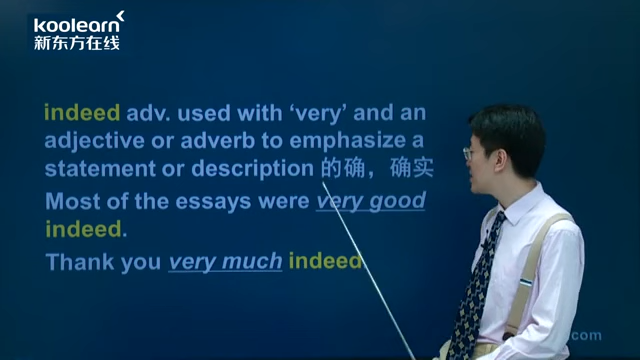 koolearn
新东方在线
indeed adv. used with ‘very’ and an
adjective or adverb to emphasize a
statement or description 的确，确实
Most of the essays were very good
indeed.
Thank you very much indeed
com